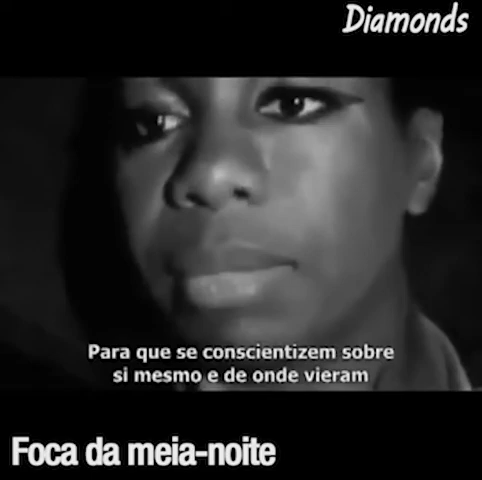 Diamonds
Para que se conscientizem sobre
si mesmo e de onde vieram
Foca da meia-noite